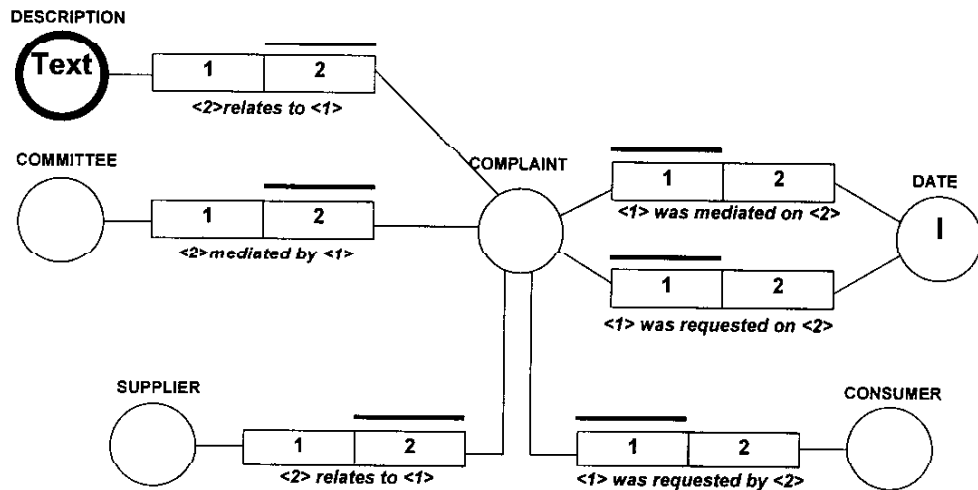 DESCRIPTION
Text
1 2
<2>relates to <1>
COMMITTEE
1 2
<2>mediated by <1>
COMPLAINT
1 2
<1> was mediated on <2>
DATE
I
1 2
<1> was requested on <2>
SUPPLIER
1 2
<2> relates to <1>
CONSUMER
1 2
<1> was requested by <2>